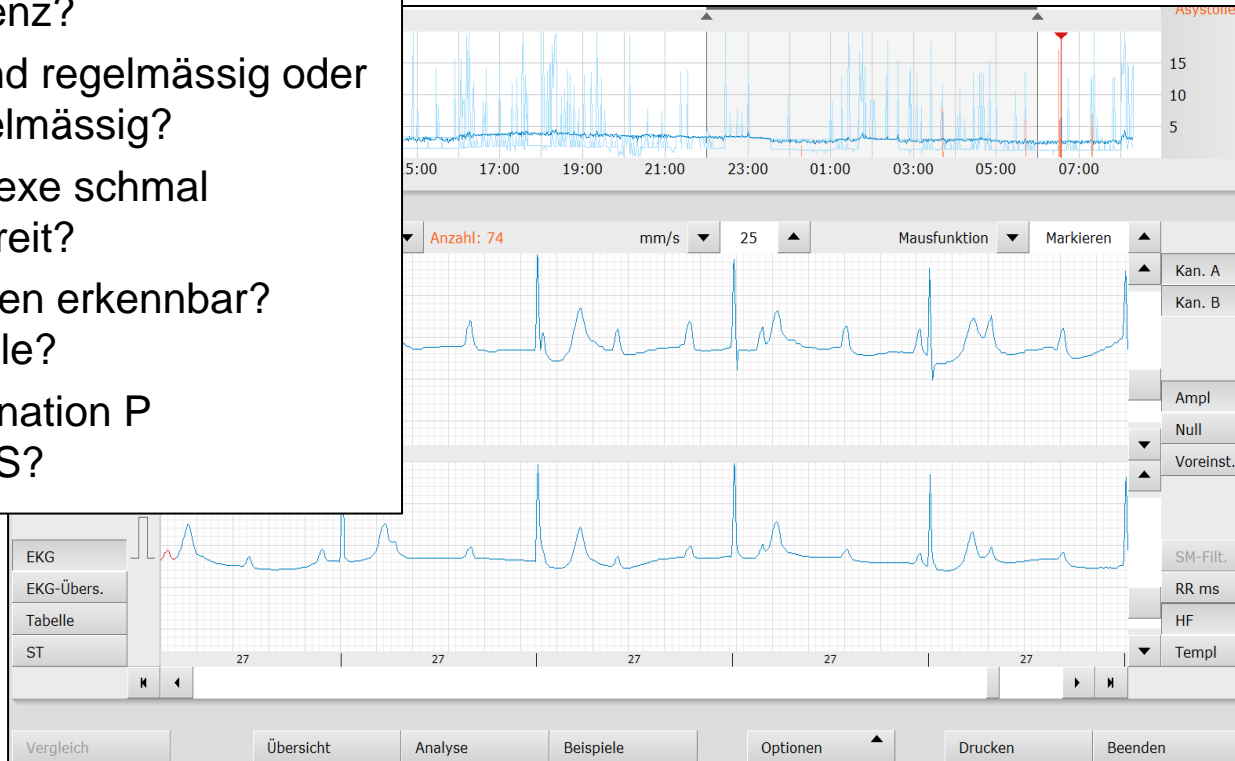 enz?
nd regelmässig oder
elmässig?
exe schmal
reit?
en erkennbar?
le?
nation P
S?
Asystolie
15
10
5
5:00 17:00 19:00 21:00 23:00 01:00 03:00 05:00 07:00
Anzahl: 74 mm/s 25 Mausfunktion Markieren
Kan. A
Kan. B
Ampl
Null
Voreinst.
EKG
EKG-Übers.
Tabelle
ST
SM-Filt.
RR ms
HF
Templ
27 27 27 27 27
Vergleich Übersicht Analyse Beispiele Optionen Drucken Beenden